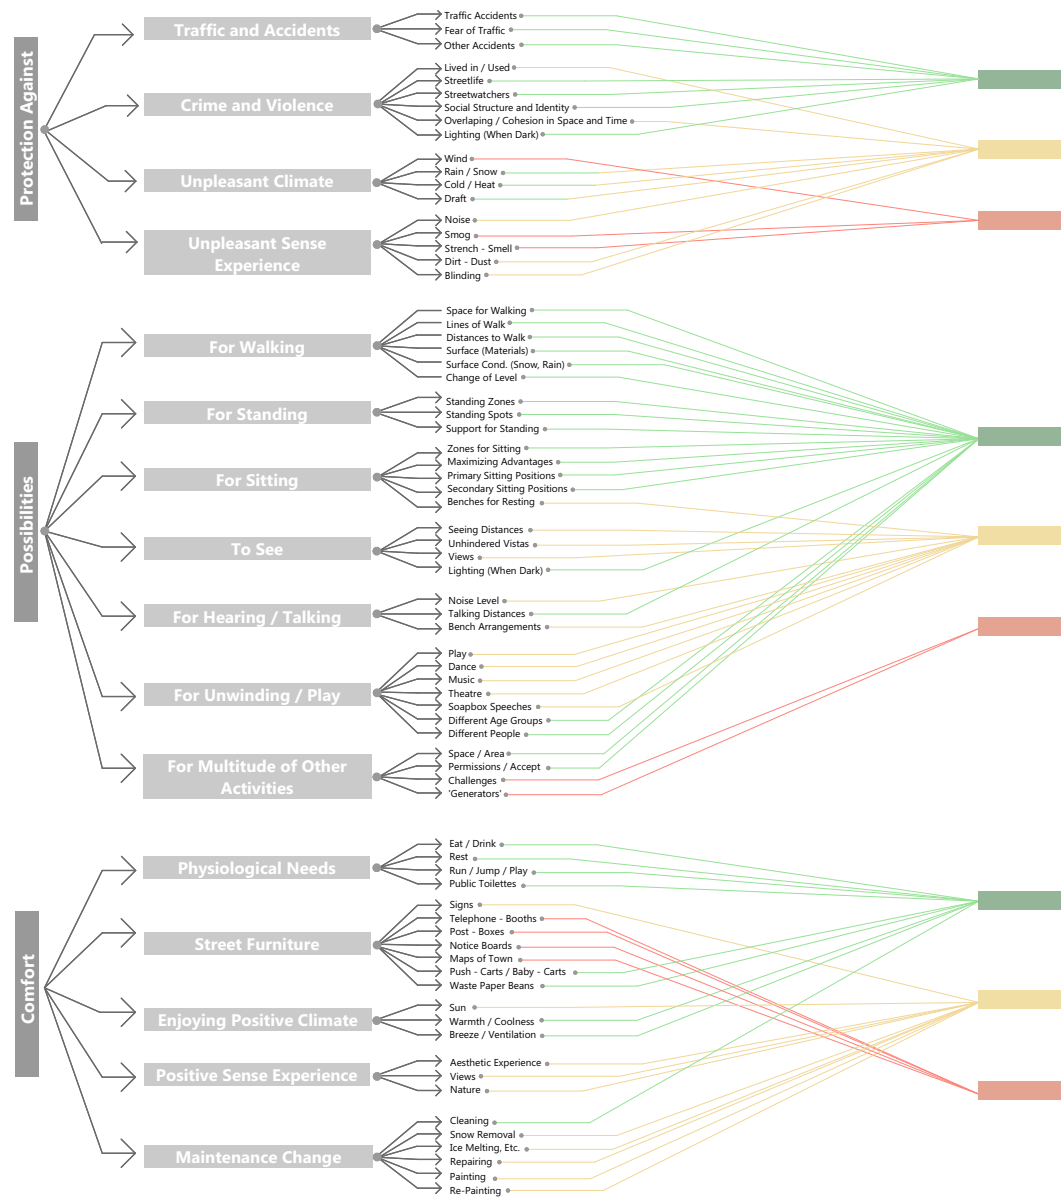 Protection Against
Traffic and Accidents
Traffic Accidents
Fear of Traffic
Other Accidents
Crime and Violence
Lived in / Used
Streetlife
Streetwatchers
Social Structure and Identity
Overlaping / Cohesion in Space and Time
Lighting (When Dark)
Unpleasant Climate
Wind
Rain / Snow
Cold / Heat
Draft
Unpleasant Sense
Experience
Noise
Smog
Strench - Smell
Dirt - Dust
Blinding
Possibilities
For Walking
Space for Walking
Lines of Walk
Distances to Walk
Surface (Materials)
Surface Cond. (Snow, Rain)
Change of Level
For Standing
Standing Zones
Standing Spots
Support for Standing
For Sitting
Zones for Sitting
Maximizing Advantages
Primary Sitting Positions
Secondary Sitting Positions
Benches for Resting
To See
Seeing Distances
Unhindered Vistas
Views
Lighting (When Dark)
For Hearing / Talking
Noise Level
Talking Distances
Bench Arrangements
For Unwinding / Play
Play
Dance
Music
Theatre
Soapbox Speeches
Different Age Groups
Different People
For Multitude of Other
Activities
Space / Area
Permissions / Accept
Challenges
'Generators'
Comfort
Physiological Needs
Eat / Drink
Rest
Run / Jump / Play
Public Toilettes
Street Furniture
Signs
Telephone - Booths
Post - Boxes
Notice Boards
Maps of Town
Push - Carts / Baby - Carts
Waste Paper Beans
Enjoying Positive Climate
Sun
Warmth / Coolness
Breeze / Ventilation
Positive Sense Experience
Aesthetic Experience
Views
Nature
Maintenance Change
Cleaning
Snow Removal
Ice Melting, Etc.
Repairing
Painting
Re-Painting